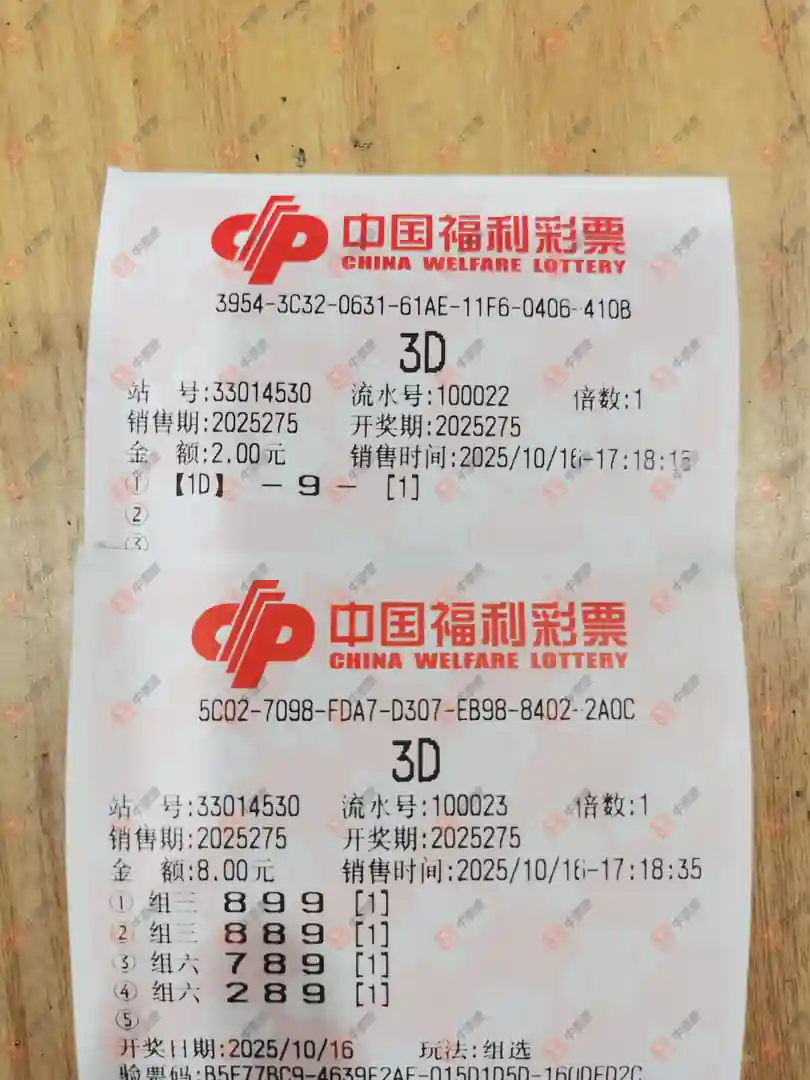 中国福利彩票
CHINA WELFARE LOTTERY
3954-3C32-0631-61AE-11F6-0406-410B
3D
站 号:33014530 流水号:100022 倍数:1
销售期:2025275 开奖期:2025275
金 额:2.00元 销售时间:2025/10/16-17:18:15
① 【1D】 - 9 - [1]
②
③
中国福利彩票
CHINA WELFARE LOTTERY
5C02-7098-FDA7-D307-EB98-8402-2A0C
3D
站 号:33014530 流水号:100023 倍数:1
销售期:2025275 开奖期:2025275
金 额:8.00元 销售时间:2025/10/16-17:18:35
① 组三 8 9 9 [1]
② 组三 8 8 9 [1]
③ 组六 7 8 9 [1]
④ 组六 2 8 9 [1]
⑤
开奖日期:2025/10/16 玩法:组选
验票码: